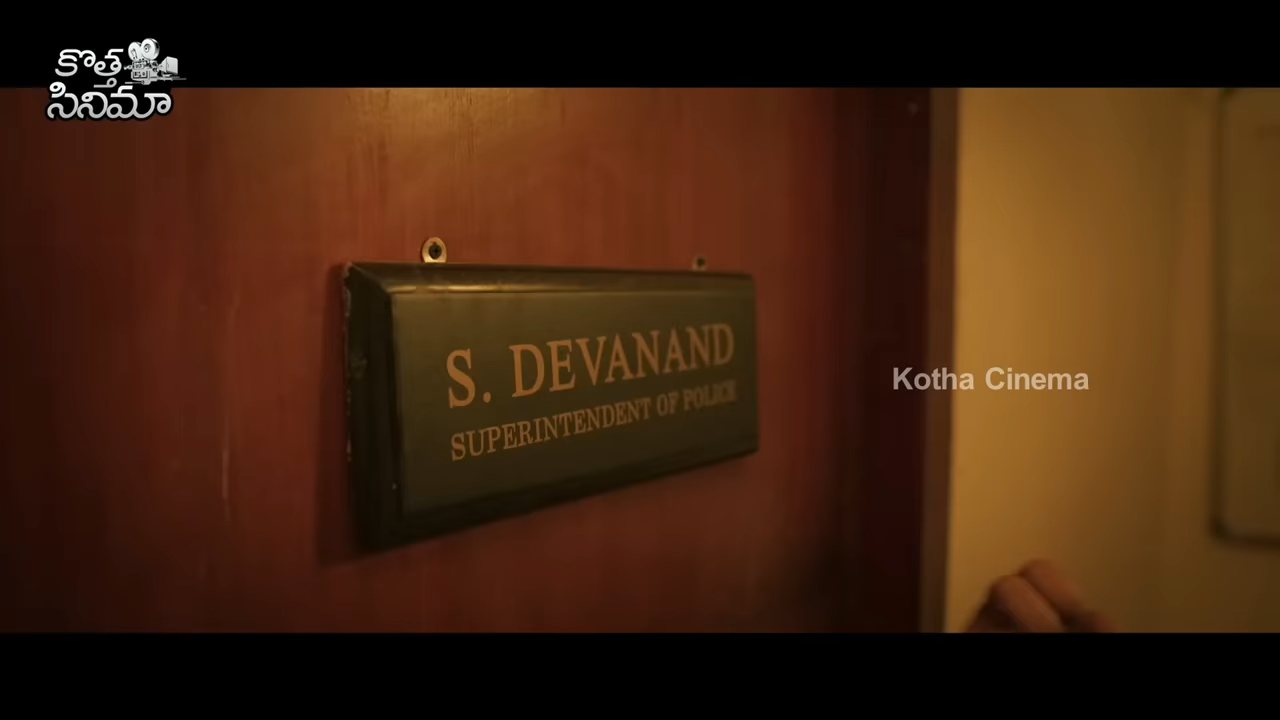 కొత్త
సినిమా
S. DEVANAND
SUPERINTENDENT OF POLICE
Kotha Cinema